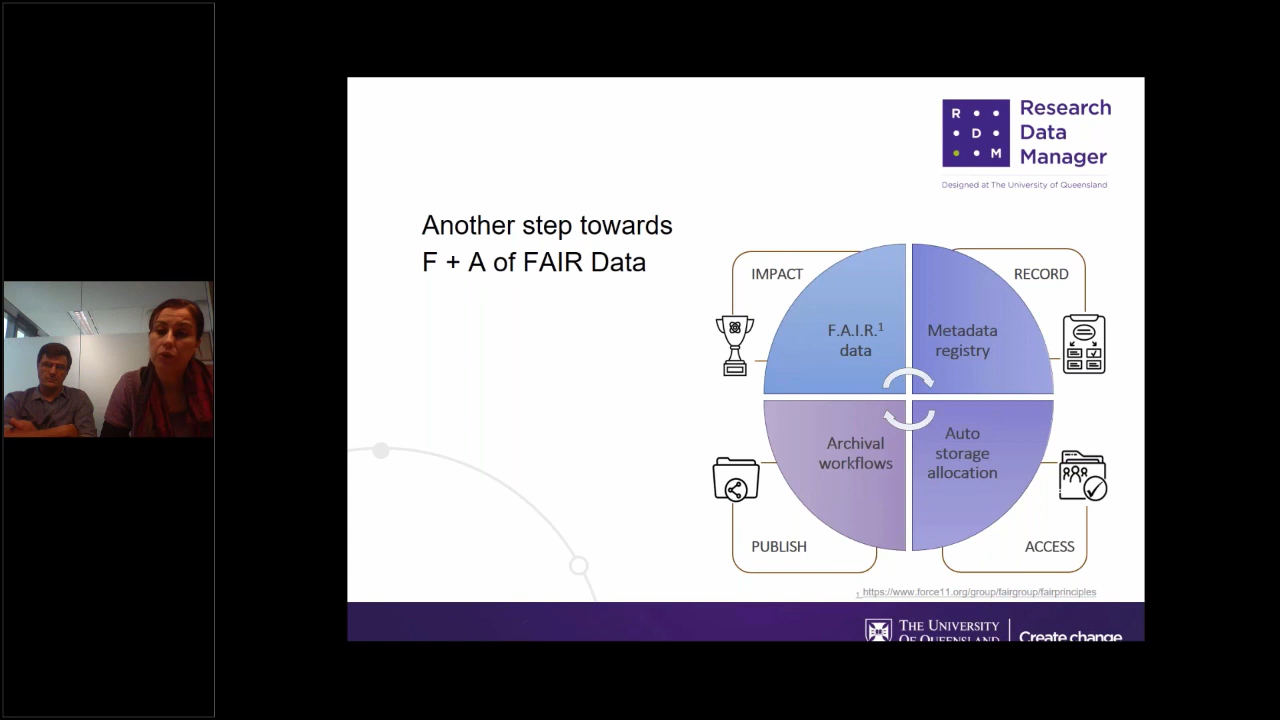 R
D
M
Research
Data
Manager
Designed at The University of Queensland
Another step towards
F + A of FAIR Data
IMPACT
RECORD
F.A.I.R.¹
data
Metadata
registry
Archival
workflows
Auto
storage
allocation
PUBLISH
ACCESS
1. https://www.force11.org/group/fairgroup/fairprinciples
THE UNIVERSITY
OF QUEENSLAND
Create change